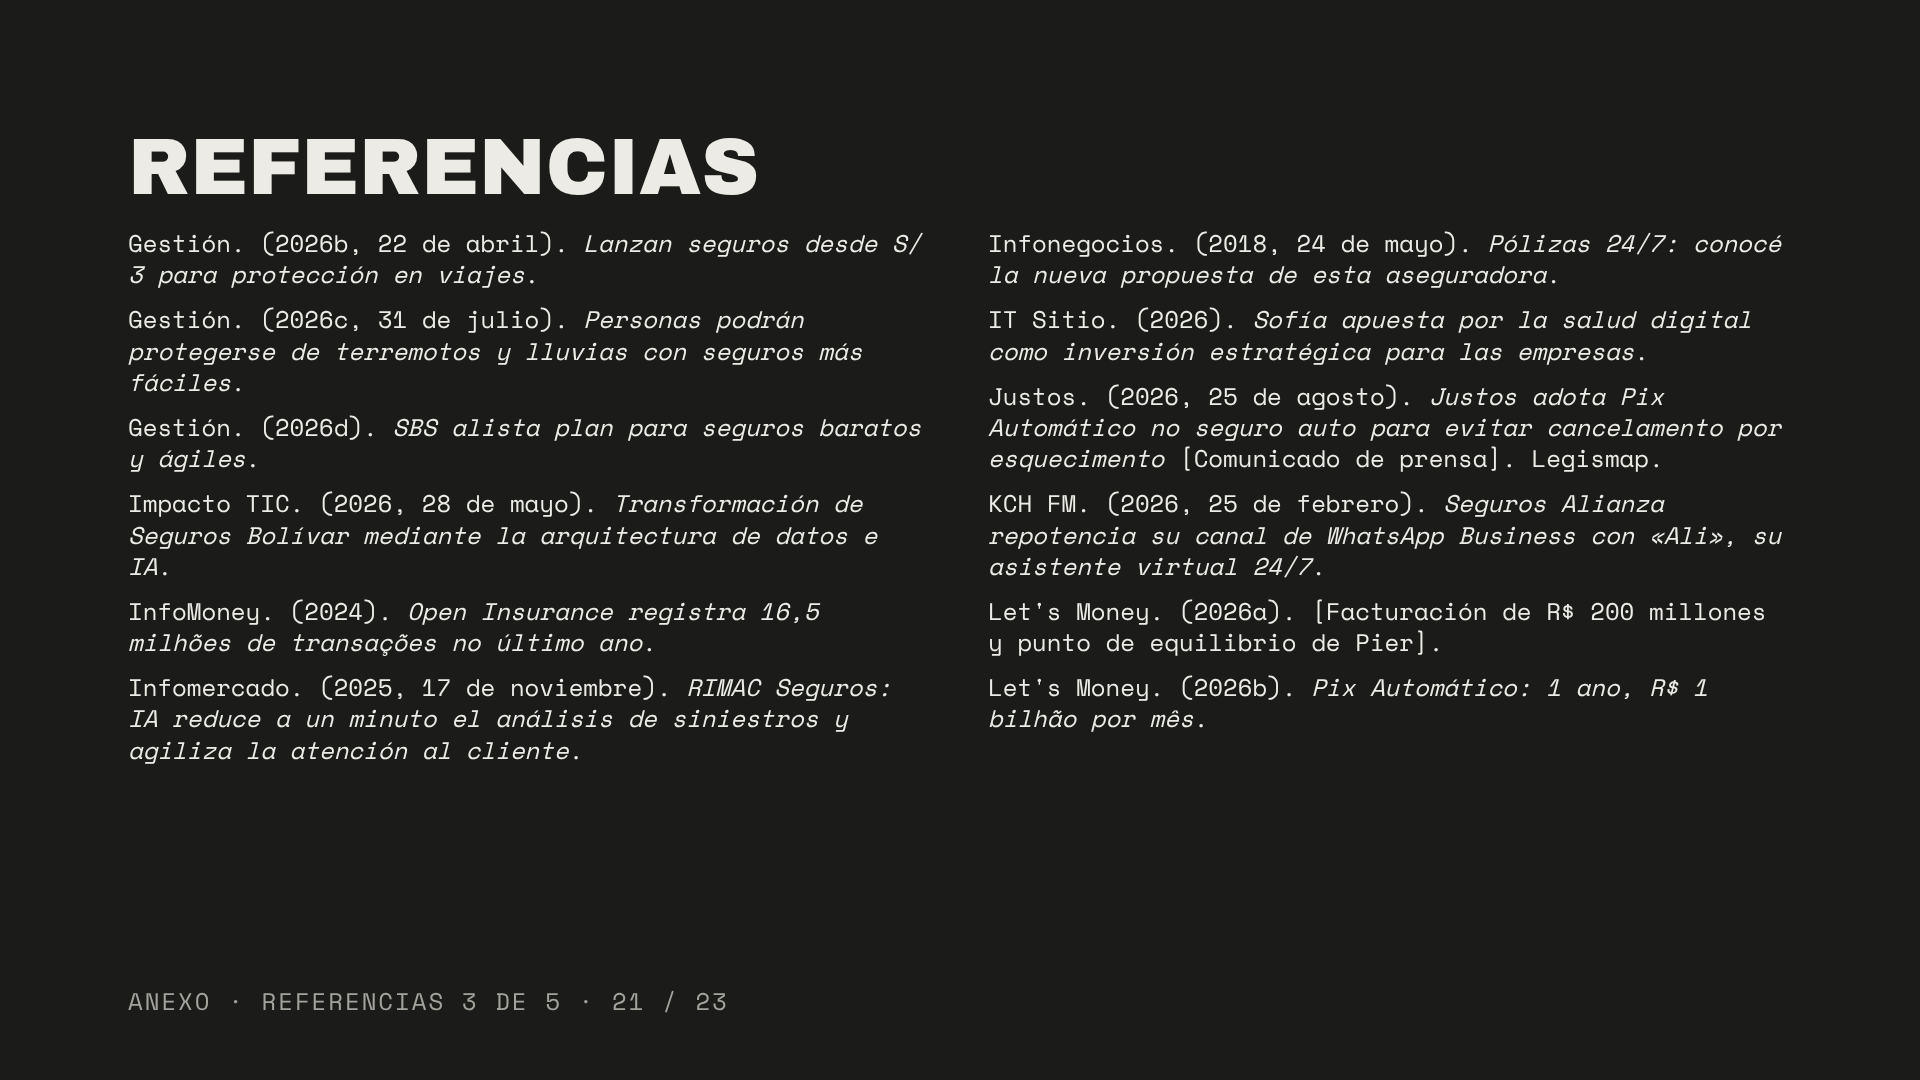 REFERENCIAS
Gestión. (2026b, 22 de abril). Lanzan seguros desde S/
3 para protección en viajes.
Gestión. (2026c, 31 de julio). Personas podrán
protegerse de terremotos y lluvias con seguros más
fáciles.
Gestión. (2026d). SBS alista plan para seguros baratos
y ágiles.
Impacto TIC. (2026, 28 de mayo). Transformación de
Seguros Bolívar mediante la arquitectura de datos e
IA.
InfoMoney. (2024). Open Insurance registra 16,5
milhões de transações no último ano.
Infomercado. (2025, 17 de noviembre). RIMAC Seguros:
IA reduce a un minuto el análisis de siniestros y
agiliza la atención al cliente.
Infonegocios. (2018, 24 de mayo). Pólizas 24/7: conocé
la nueva propuesta de esta aseguradora.
IT Sitio. (2026). Sofía apuesta por la salud digital
como inversión estratégica para las empresas.
Justos. (2026, 25 de agosto). Justos adota Pix
Automático no seguro auto para evitar cancelamento por
esquecimento [Comunicado de prensa]. Legismap.
KCH FM. (2026, 25 de febrero). Seguros Alianza
repotencia su canal de WhatsApp Business con «Ali», su
asistente virtual 24/7.
Let's Money. (2026a). [Facturación de R$ 200 millones
y punto de equilibrio de Pier].
Let's Money. (2026b). Pix Automático: 1 ano, R$ 1
bilhão por mês.
ANEXO · REFERENCIAS 3 DE 5 · 21 / 23